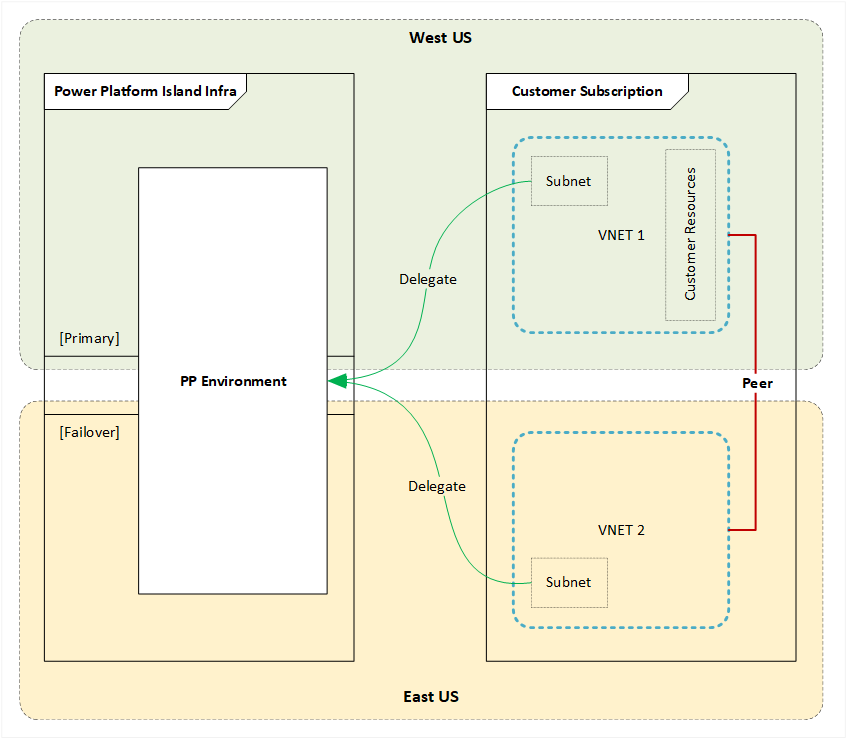 West US
Power Platform Island Infra
Customer Subscription
Subnet
VNET 1
Customer Resources
Delegate
[Primary]
PP Environment
Peer
[Failover]
Delegate
VNET 2
Subnet
East US